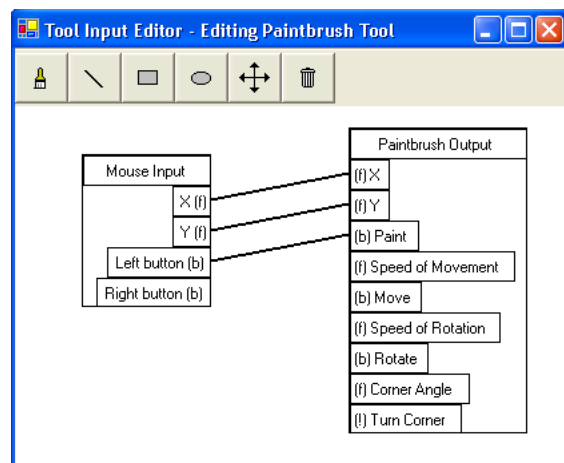 Tool Input Editor - Editing Paintbrush Tool
Mouse Input
X (f)
Y (f)
Left button (b)
Right button (b)
Paintbrush Output
(f) X
(f) Y
(b) Paint
(f) Speed of Movement
(b) Move
(f) Speed of Rotation
(b) Rotate
(f) Corner Angle
(!) Turn Corner